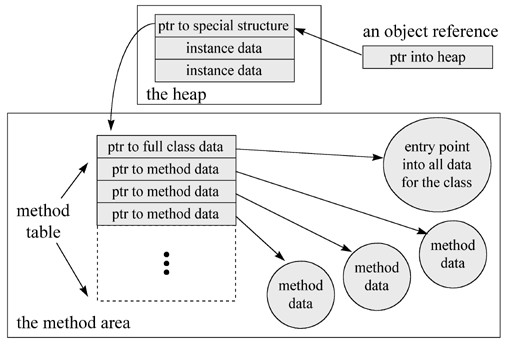 ptr to special structure
instance data
instance data
the heap
an object reference
ptr into heap
ptr to full class data
ptr to method data
ptr to method data
ptr to method data
method
table
the method area
entry point
into all data
for the class
method
data
method
data
method
data